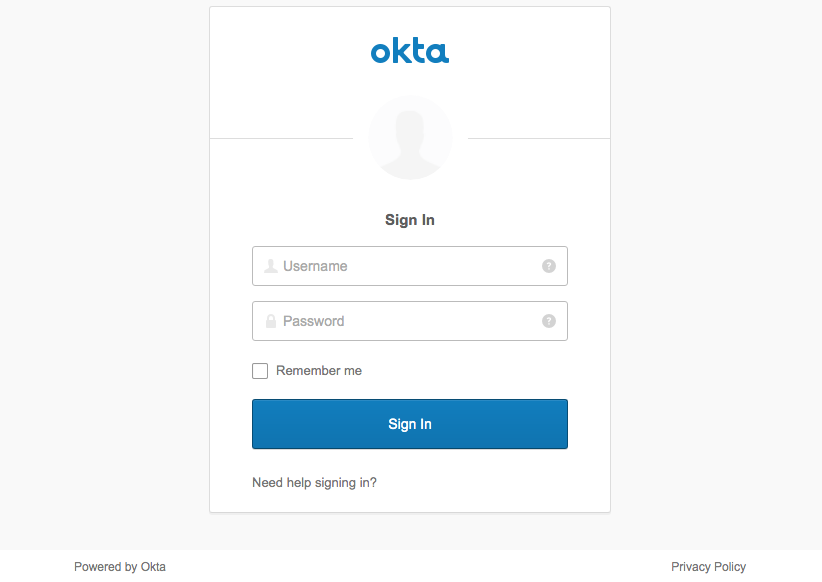 okta
Sign In
Username ?
Password ?
Remember me
Sign In
Need help signing in?
Powered by Okta Privacy Policy